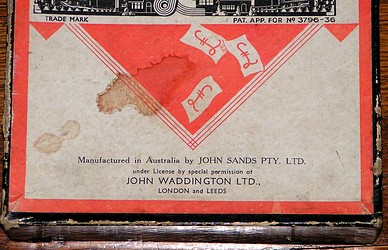 TRADE MARK
PAT. APP. FOR Nº 3796-36
Manufactured in Australia by JOHN SANDS PTY. LTD.
under License by special permission of
JOHN WADDINGTON LTD.,
LONDON and LEEDS